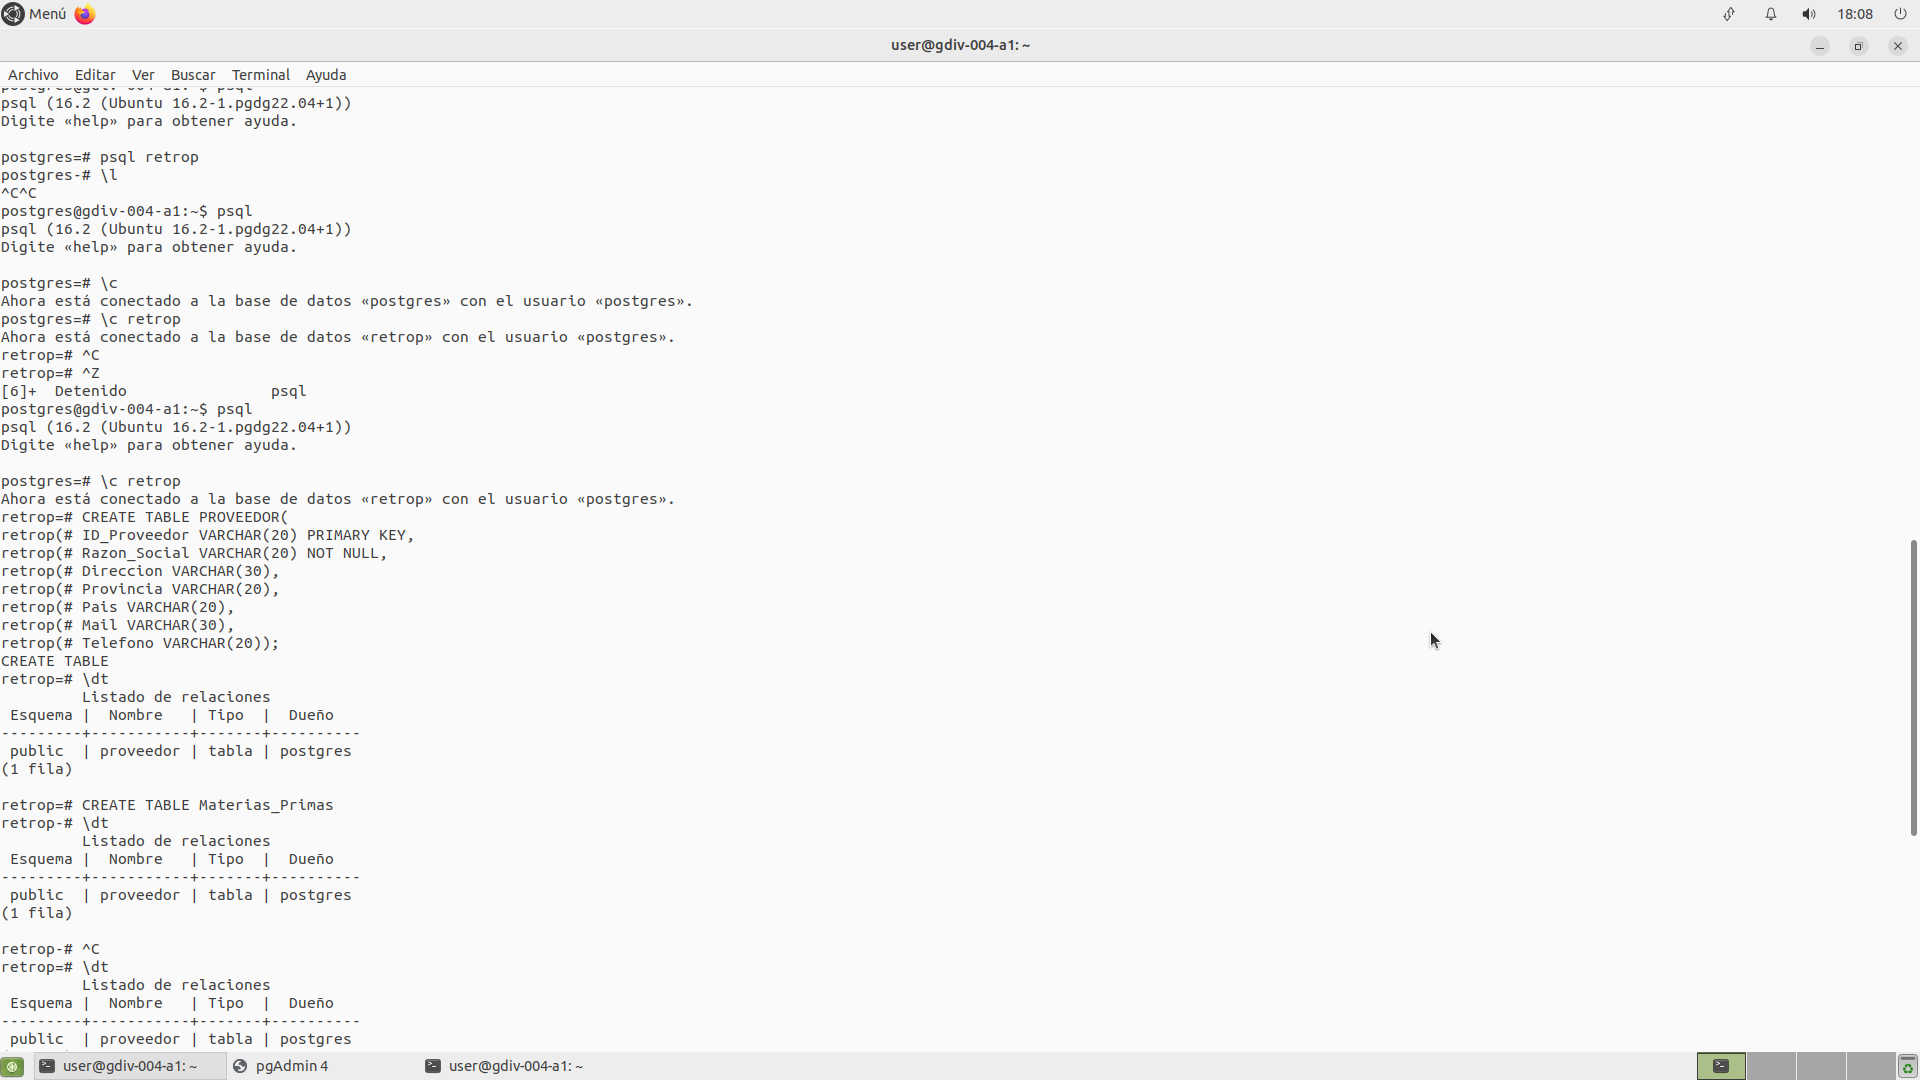 Menú
18:08
user@gdiv-004-a1: ~
Archivo Editar Ver Buscar Terminal Ayuda
postgres@gdiv-004-a1:~$ psql
psql (16.2 (Ubuntu 16.2-1.pgdg22.04+1))
Digite «help» para obtener ayuda.
postgres=# psql retrop
postgres-# \l
^C^C
postgres@gdiv-004-a1:~$ psql
psql (16.2 (Ubuntu 16.2-1.pgdg22.04+1))
Digite «help» para obtener ayuda.
postgres=# \c
Ahora está conectado a la base de datos «postgres» con el usuario «postgres».
postgres=# \c retrop
Ahora está conectado a la base de datos «retrop» con el usuario «postgres».
retrop=# ^C
retrop=# ^Z
[6]+  Detenido                psql
postgres@gdiv-004-a1:~$ psql
psql (16.2 (Ubuntu 16.2-1.pgdg22.04+1))
Digite «help» para obtener ayuda.
postgres=# \c retrop
Ahora está conectado a la base de datos «retrop» con el usuario «postgres».
retrop=# CREATE TABLE PROVEEDOR(
retrop(# ID_Proveedor VARCHAR(20) PRIMARY KEY,
retrop(# Razon_Social VARCHAR(20) NOT NULL,
retrop(# Direccion VARCHAR(30),
retrop(# Provincia VARCHAR(20),
retrop(# Pais VARCHAR(20),
retrop(# Mail VARCHAR(30),
retrop(# Telefono VARCHAR(20));
CREATE TABLE
retrop=# \dt
         Listado de relaciones
 Esquema |  Nombre   | Tipo  |  Dueño
---------+-----------+-------+----------
 public  | proveedor | tabla | postgres
(1 fila)
retrop=# CREATE TABLE Materias_Primas
retrop-# \dt
         Listado de relaciones
 Esquema |  Nombre   | Tipo  |  Dueño
---------+-----------+-------+----------
 public  | proveedor | tabla | postgres
(1 fila)
retrop-# ^C
retrop=# \dt
         Listado de relaciones
 Esquema |  Nombre   | Tipo  |  Dueño
---------+-----------+-------+----------
 public  | proveedor | tabla | postgres
user@gdiv-004-a1: ~ pgAdmin 4 user@gdiv-004-a1: ~